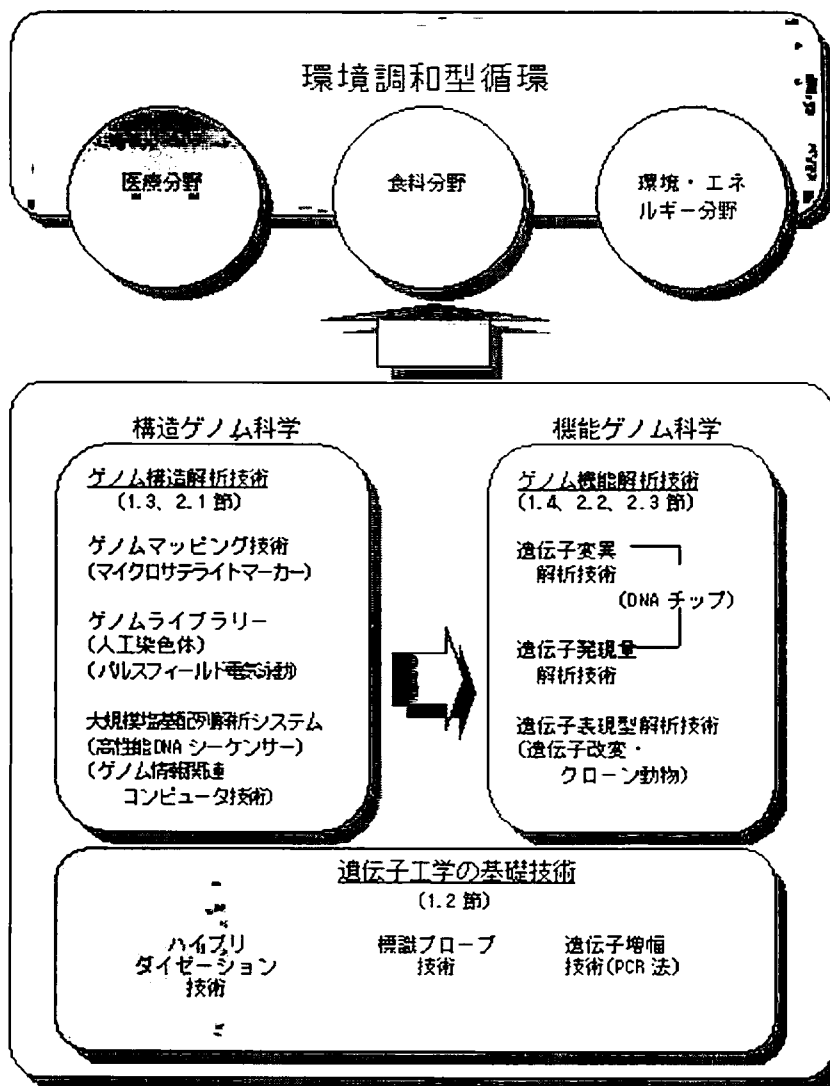 環境調和型循環
医療分野
食料分野
環境・エネ
ルギー分野
構造ゲノム科学
ゲノム構造解析技術
(1.3、2.1 節)
ゲノムマッピング技術
(マイクロサテライトマーカー)
ゲノムライブラリー
(人工染色体)
(パルスフィールド電気泳動)
大規模塩基配列解析システム
(高性能DNA シーケンサー)
(ゲノム情報関連
コンピュータ技術)
機能ゲノム科学
ゲノム機能解析技術
(1.4、2.2、2.3 節)
遺伝子変異
解析技術
(DNA チップ)
遺伝子発現量
解析技術
遺伝子表現型解析技術
(遺伝子改変・
クローン動物)
遺伝子工学の基礎技術
(1.2 節)
ハイブリ
ダイゼーション
技術
標識プローブ
技術
遺伝子増幅
技術(PCR 法)